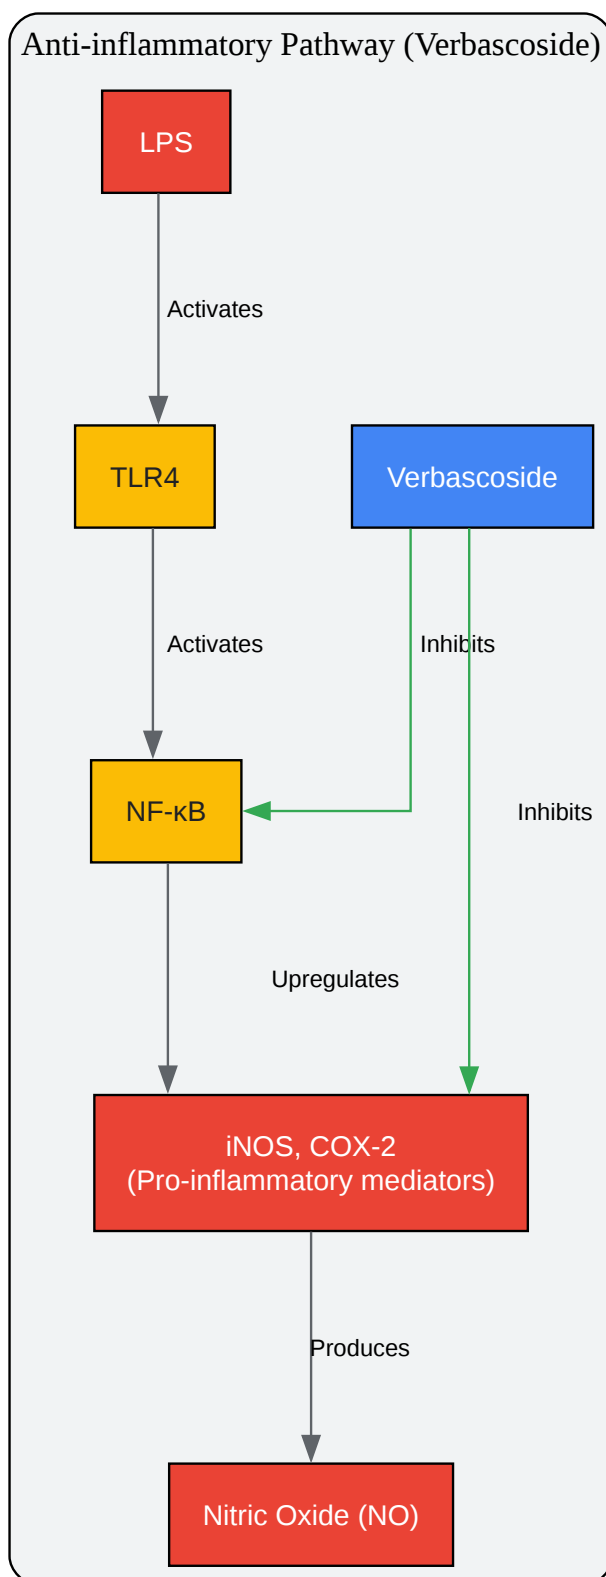 Anti-inflammatory Pathway (Verbascoside)
LPS
Activates
TLR4
Verbascoside
Activates
Inhibits
NF-κB
Inhibits
Upregulates
iNOS, COX-2
(Pro-inflammatory mediators)
Produces
Nitric Oxide (NO)